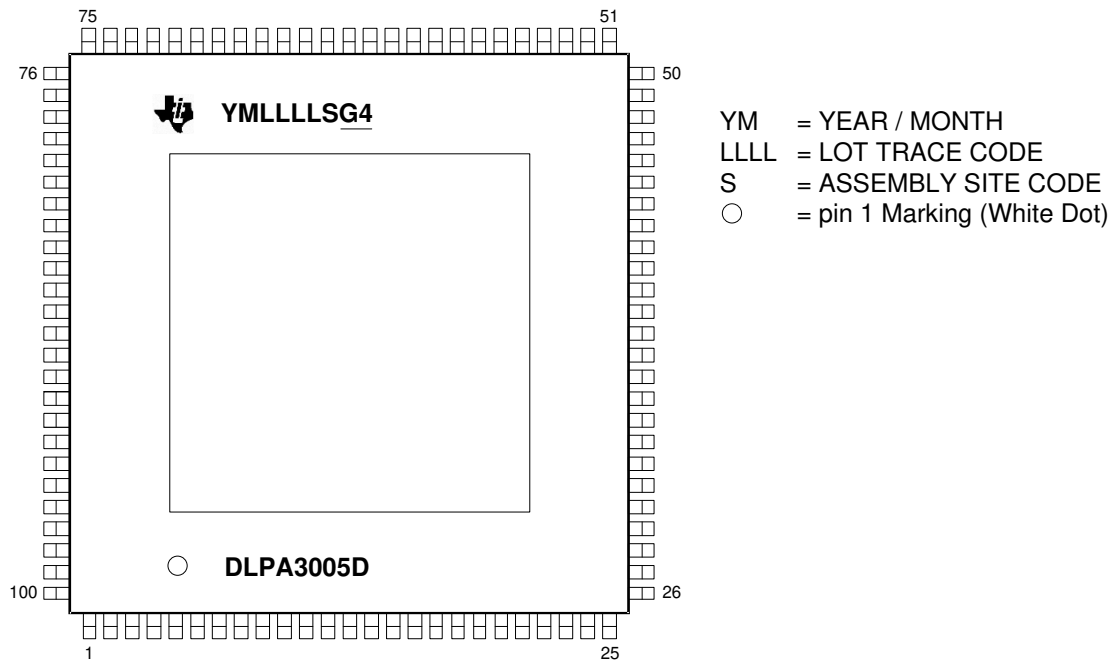 75
51
76
50
YMLLLLSG4
YM = YEAR / MONTH
LLLL = LOT TRACE CODE
S = ASSEMBLY SITE CODE
○ = pin 1 Marking (White Dot)
DLPA3005D
100
26
1
25